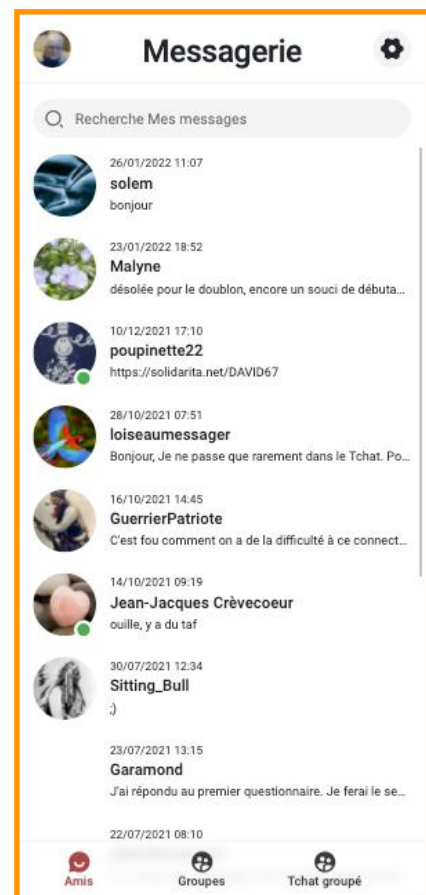 Messagerie
Recherche Mes messages
26/01/2022 11:07
solem
bonjour
23/01/2022 18:52
Malyne
désolée pour le doublon, encore un souci de débuta...
10/12/2021 17:10
poupinette22
https://solidarita.net/DAVID67
28/10/2021 07:51
loiseaumessager
Bonjour, Je ne passe que rarement dans le Tchat. Po...
16/10/2021 14:45
GuerrierPatriote
C'est fou comment on a de la difficulté à ce connect...
14/10/2021 09:19
Jean-Jacques Crèvecoeur
ouille, y a du taf
30/07/2021 12:34
Sitting_Bull
;)
23/07/2021 13:15
Garamond
J'ai répondu au premier questionnaire. Je ferai le se...
22/07/2021 08:10
Amis Groupes Tchat groupé